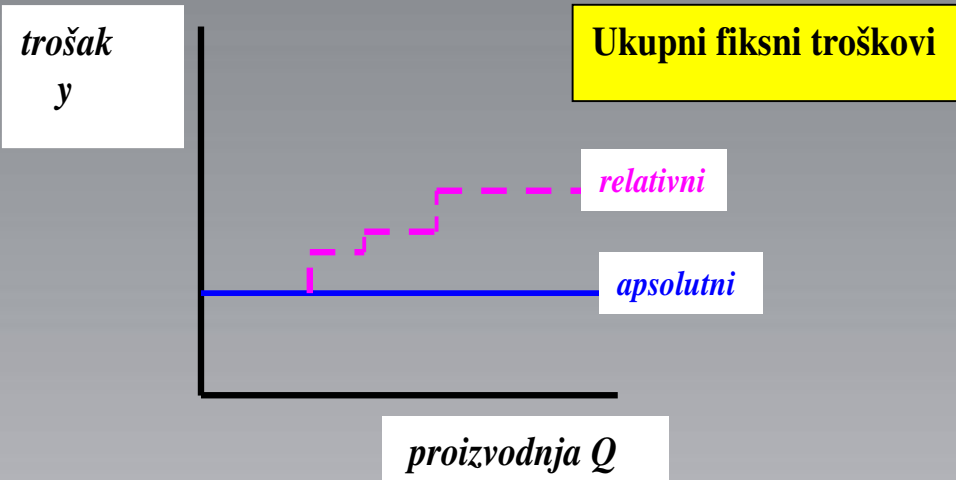 trošak
y
Ukupni fiksni troškovi
relativni
apsolutni
proizvodnja Q